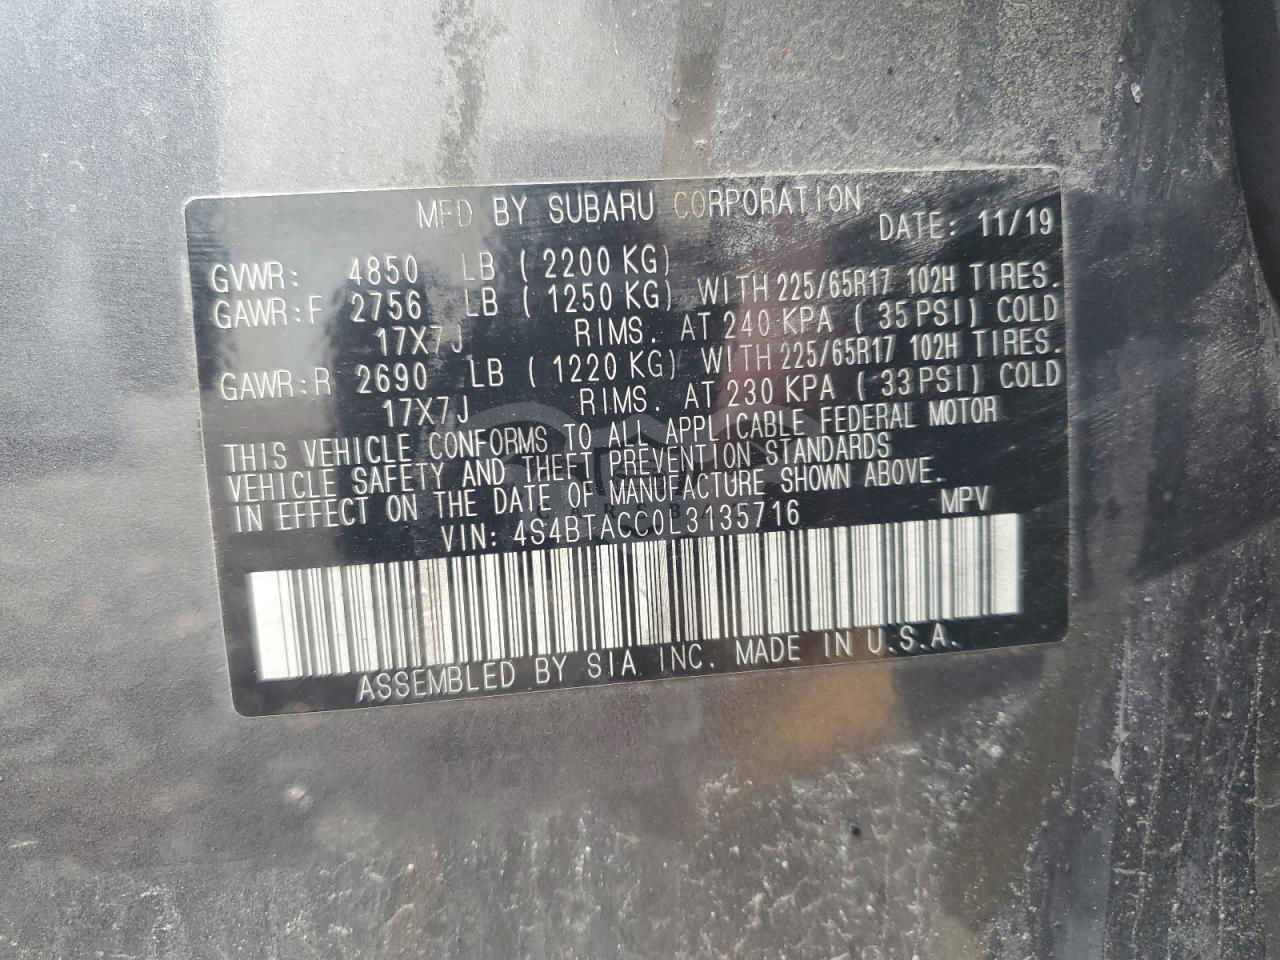 MFD BY SUBARU CORPORATION
DATE: 11/19
GVWR: 4850 LB ( 2200 KG)
GAWR:F 2756 LB ( 1250 KG) WITH 225/65R17 102H TIRES.
17X7J RIMS. AT 240 KPA ( 35 PSI) COLD
GAWR:R 2690 LB ( 1220 KG) WITH 225/65R17 102H TIRES.
17X7J RIMS. AT 230 KPA ( 33 PSI) COLD
THIS VEHICLE CONFORMS TO ALL APPLICABLE FEDERAL MOTOR
VEHICLE SAFETY AND THEFT PREVENTION STANDARDS
IN EFFECT ON THE DATE OF MANUFACTURE SHOWN ABOVE.
VIN: 4S4BTACC0L3135716 MPV
ASSEMBLED BY SIA INC. MADE IN U.S.A.